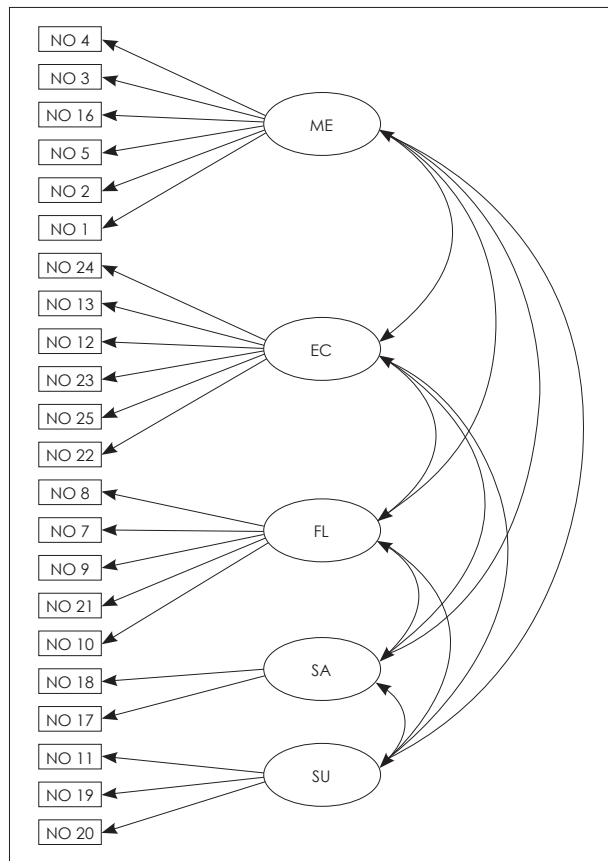 NO 4
NO 3
NO 16
NO 5
NO 2
NO 1
NO 24
NO 13
NO 12
NO 23
NO 25
NO 22
NO 8
NO 7
NO 9
NO 21
NO 10
NO 18
NO 17
NO 11
NO 19
NO 20
ME
EC
FL
SA
SU